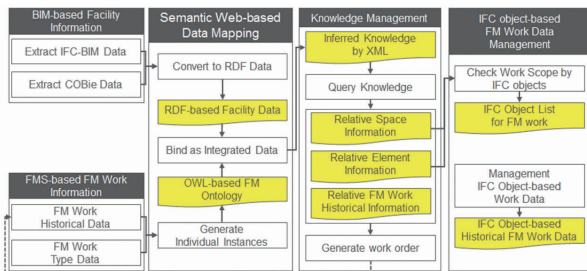 BIM-based Facility
Information
Extract IFC-BIM Data
Extract COBie Data
FMS-based FM Work
Information
FM Work
Historical Data
FM Work
Type Data
Semantic Web-based
Data Mapping
Convert to RDF Data
RDF-based Facility Data
Bind as Integrated Data
OWL-based FM
Ontology
Generate
Individual Instances
Knowledge Management
Inferred Knowledge
by XML
Query Knowledge
Relative Space
Information
Relative Element
Information
Relative FM Work
Historical Information
Generate work order
IFC object-based
FM Work Data
Management
Check Work Scope by
IFC objects
IFC Object List
for FM work
Management
IFC Object-based
Work Data
IFC Object-based
Historical FM Work Data